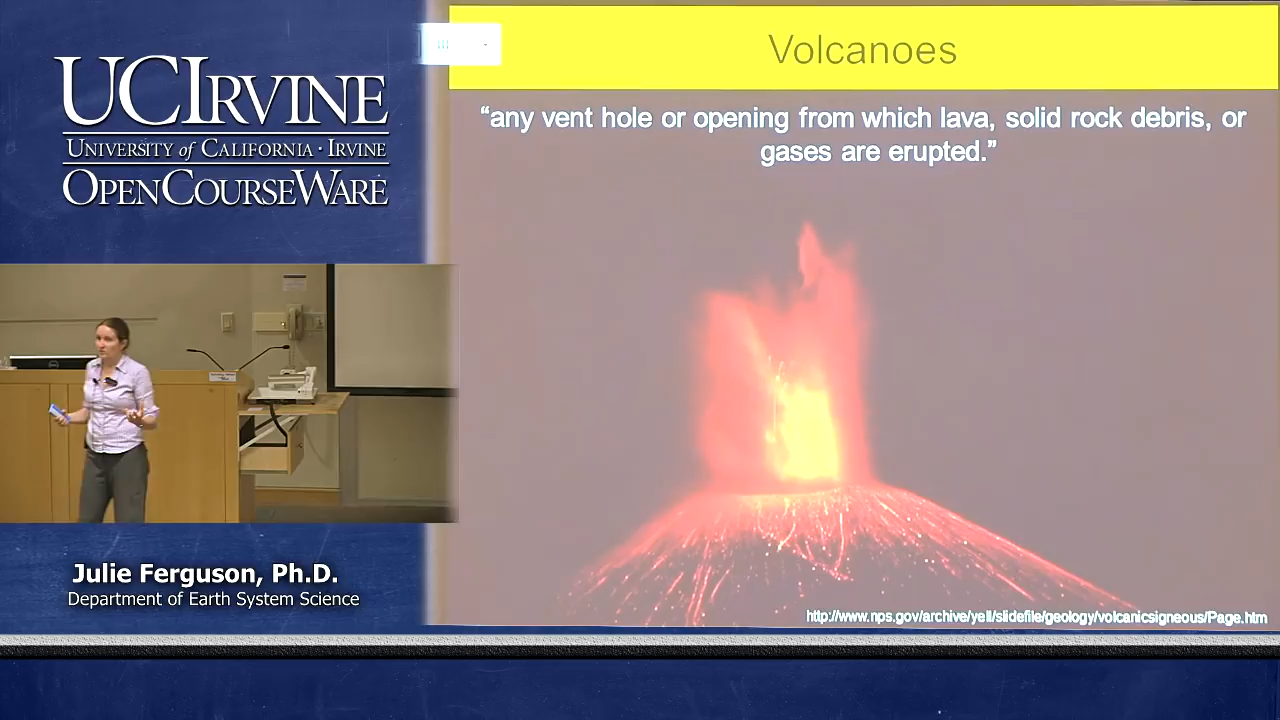 UCIRVINE
UNIVERSITY of CALIFORNIA · IRVINE
OPENCOURSEWARE
Volcanoes
“any vent hole or opening from which lava, solid rock debris, or
gases are erupted.”
Julie Ferguson, Ph.D.
Department of Earth System Science
http://www.nps.gov/archive/yell/slidefile/geology/volcanicsigneous/Page.htm